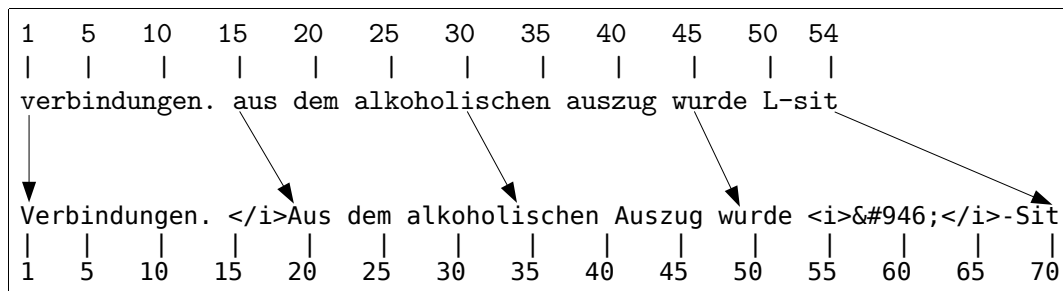 1 5 10 15 20 25 30 35 40 45 50 54
| | | | | | | | | | | |
verbindungen. aus dem alkoholischen auszug wurde L-sit
Verbindungen. </i>Aus dem alkoholischen Auszug wurde <i>&#946;</i>-Sit
| | | | | | | | | | | | | | |
1 5 10 15 20 25 30 35 40 45 50 55 60 65 70